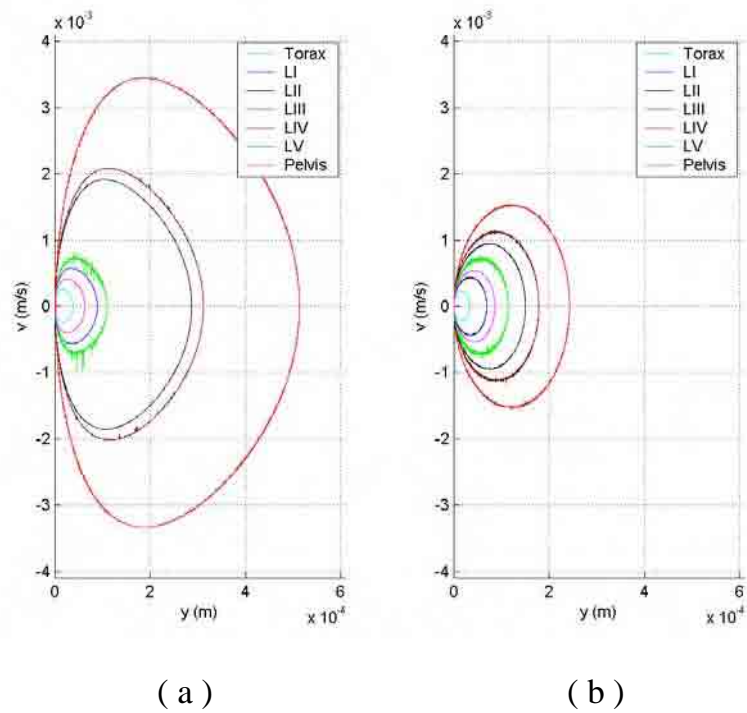 x 10⁻³
4
3
2
1
0
-1
-2
-3
-4
v (m/s)
0 2 4 6
y (m)
x 10⁻⁴
Torax
LI
LII
LIII
LIV
LV
Pelvis
( a )
x 10⁻³
4
3
2
1
0
-1
-2
-3
-4
v (m/s)
0 2 4 6
y (m)
x 10⁻⁴
Torax
LI
LII
LIII
LIV
LV
Pelvis
( b )